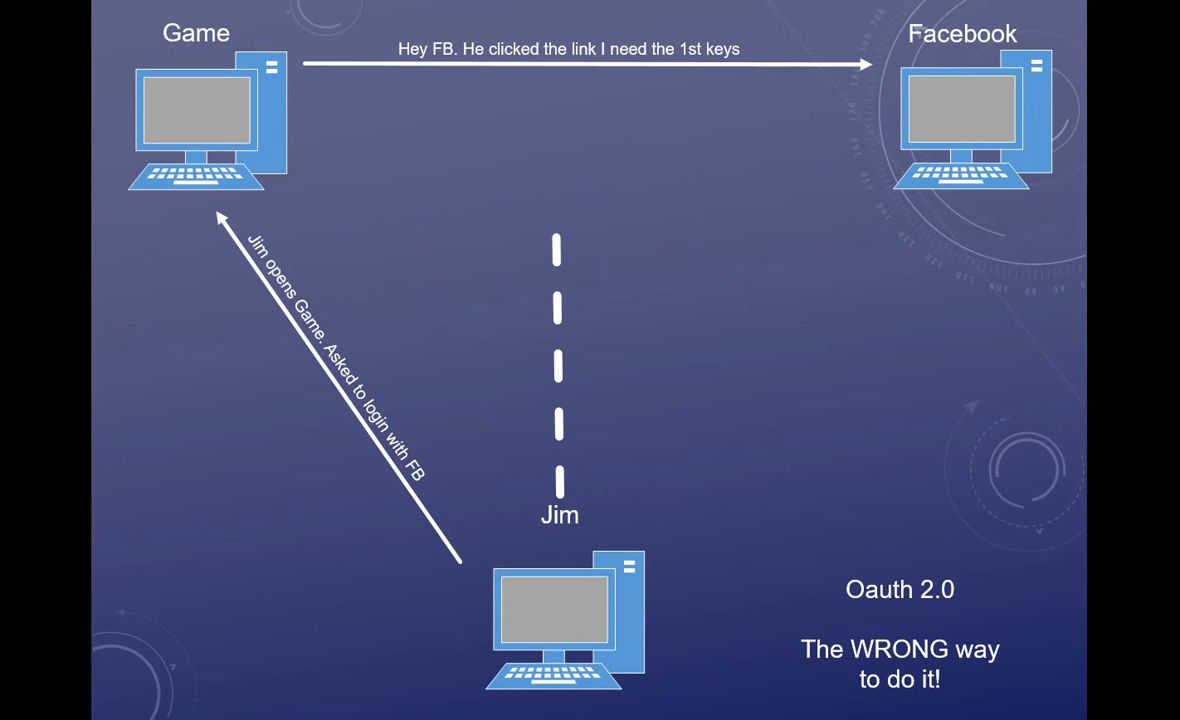 Game
Hey FB. He clicked the link I need the 1st keys
Facebook
Jim opens Game. Asked to login with FB
Jim
Oauth 2.0
The WRONG way
to do it!